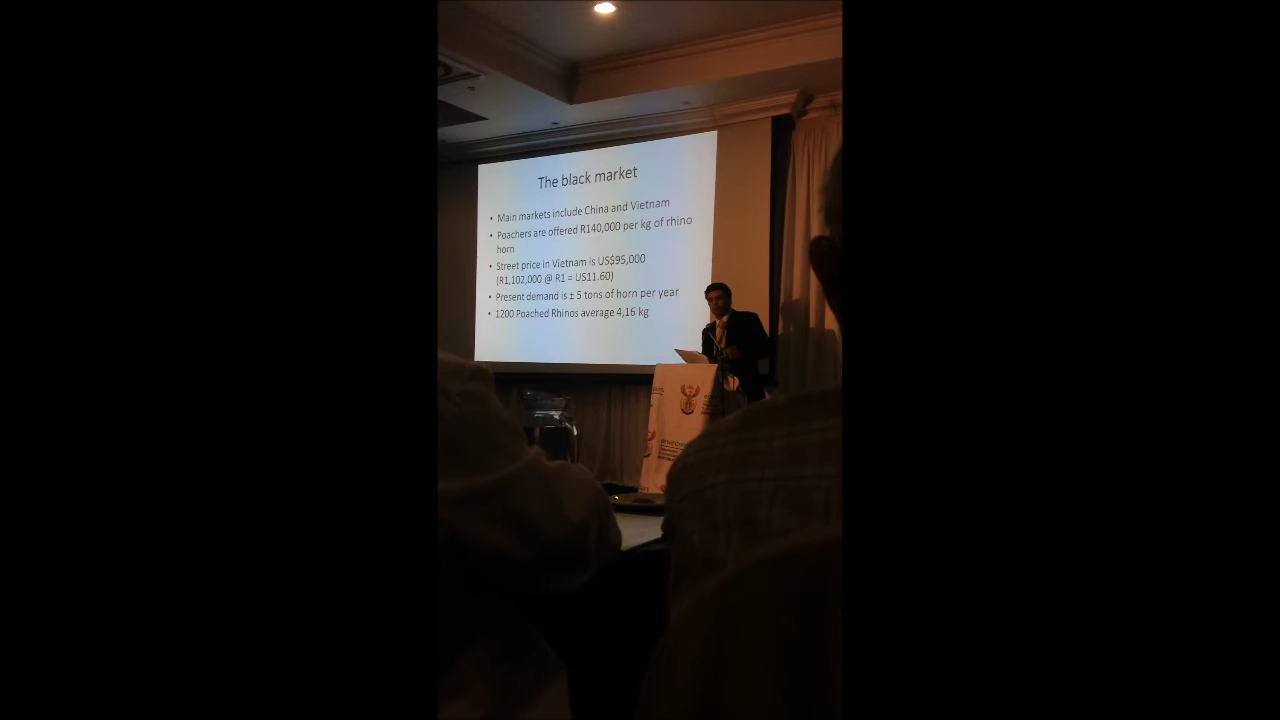 The black market
• Main markets include China and Vietnam
• Poachers are offered R140,000 per kg of rhino
horn
• Street price in Vietnam is US$95,000
(R1,102,000 @ R1 = US11.60)
• Present demand is ± 5 tons of horn per year
• 1200 Poached Rhinos average 4,16 kg